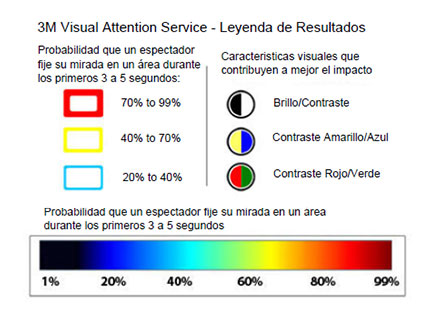 3M Visual Attention Service - Leyenda de Resultados
Probabilidad que un espectador
fije su mirada en un área durante
los primeros 3 a 5 segundos:
70% to 99%
40% to 70%
20% to 40%
Caracteristicas visuales que
contribuyen a mejor el impacto
Brillo/Contraste
Contraste Amarillo/Azul
Contraste Rojo/Verde
Probabilidad que un espectador fije su mirada en un area
durante los primeros 3 a 5 segundos
1% 20% 40% 60% 80% 99%